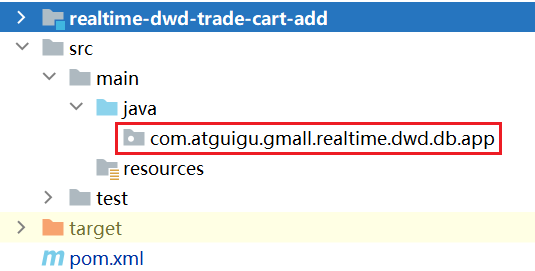 realtime-dwd-trade-cart-add
src
main
java
com.atguigu.gmall.realtime.dwd.db.app
resources
test
target
pom.xml